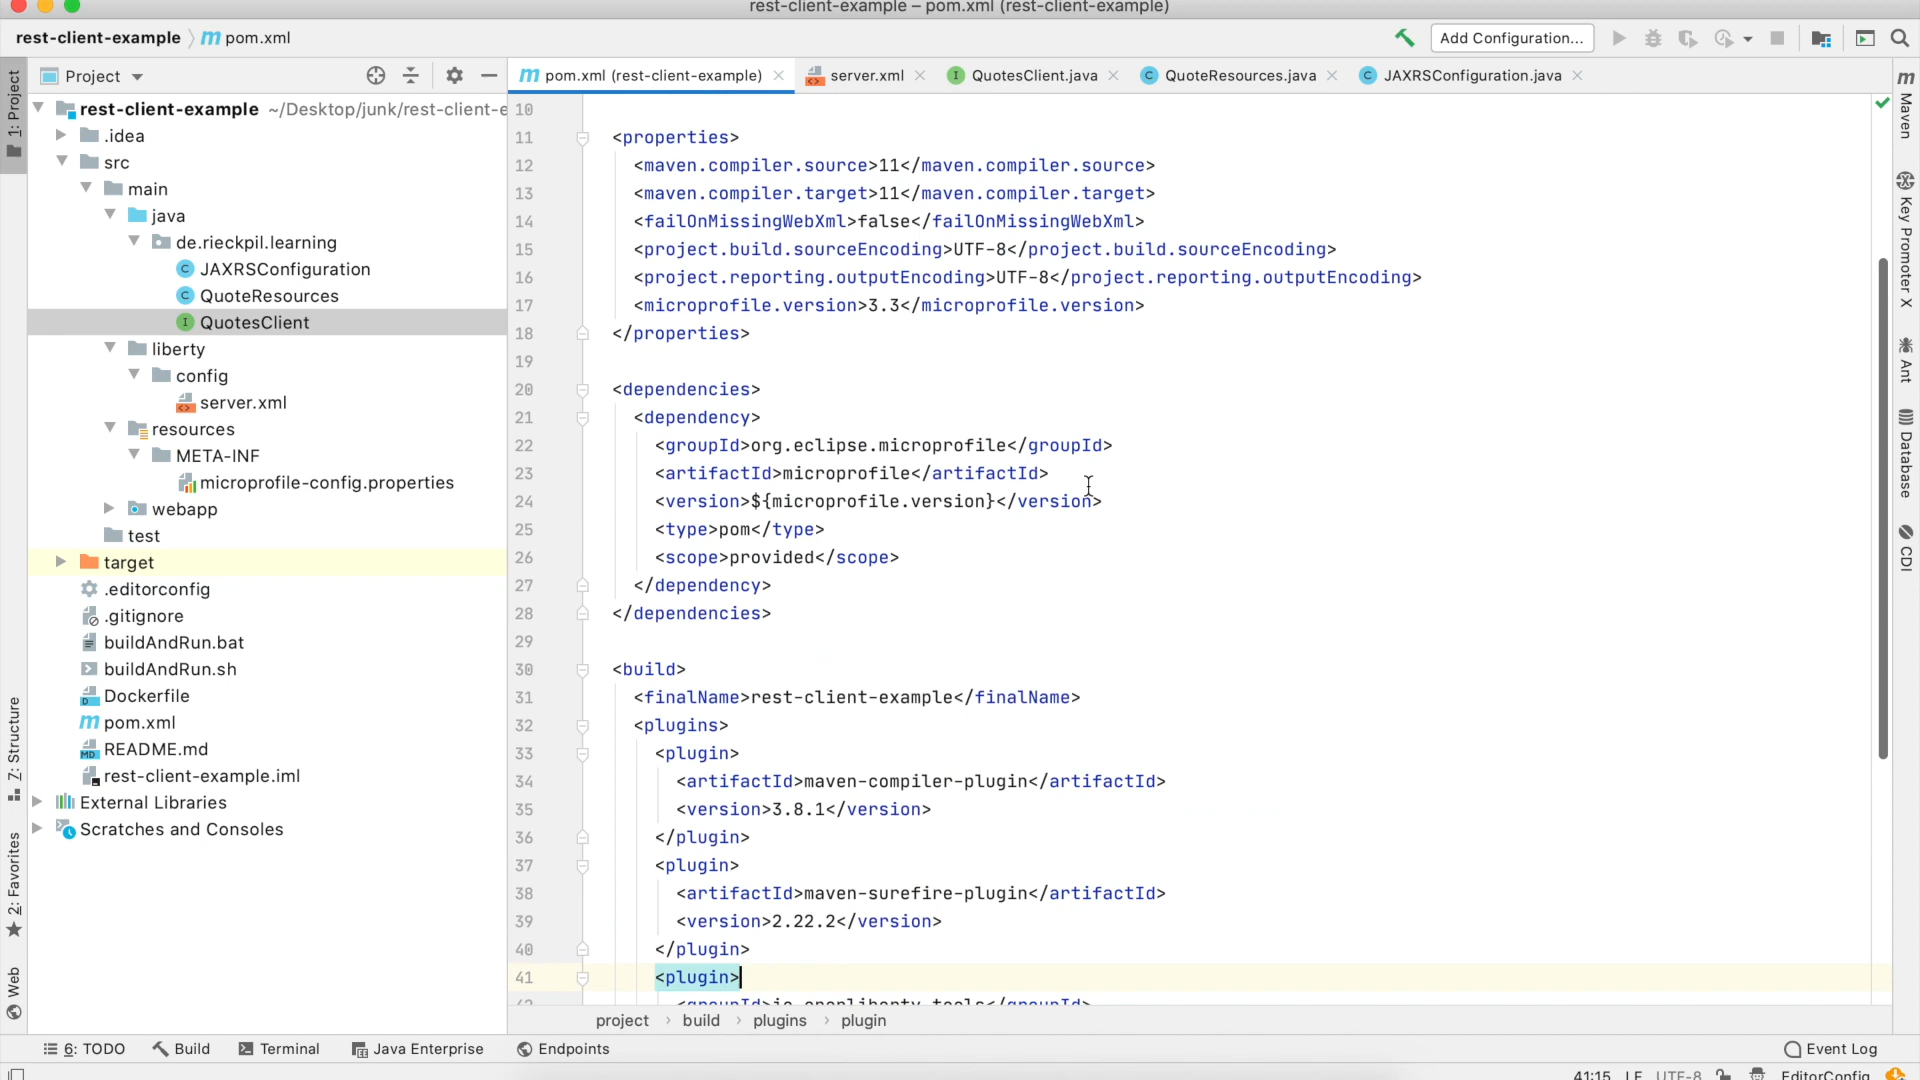 rest-client-example – pom.xml (rest-client-example)
rest-client-example
m pom.xml
Add Configuration...
Project
m pom.xml (rest-client-example)
server.xml
QuotesClient.java
QuoteResources.java
JAXRSConfiguration.java
1: Project
7: Structure
2: Favorites
Web
rest-client-example ~/Desktop/junk/rest-client-e
.idea
src
main
java
de.rieckpil.learning
JAXRSConfiguration
QuoteResources
QuotesClient
liberty
config
server.xml
resources
META-INF
microprofile-config.properties
webapp
test
target
.editorconfig
.gitignore
buildAndRun.bat
buildAndRun.sh
Dockerfile
m pom.xml
README.md
rest-client-example.iml
External Libraries
Scratches and Consoles
10
11 <properties>
12 <maven.compiler.source>11</maven.compiler.source>
13 <maven.compiler.target>11</maven.compiler.target>
14 <failOnMissingWebXml>false</failOnMissingWebXml>
15 <project.build.sourceEncoding>UTF-8</project.build.sourceEncoding>
16 <project.reporting.outputEncoding>UTF-8</project.reporting.outputEncoding>
17 <microprofile.version>3.3</microprofile.version>
18 </properties>
19
20 <dependencies>
21 <dependency>
22 <groupId>org.eclipse.microprofile</groupId>
23 <artifactId>microprofile</artifactId>
24 <version>${microprofile.version}</version>
25 <type>pom</type>
26 <scope>provided</scope>
27 </dependency>
28 </dependencies>
29
30 <build>
31 <finalName>rest-client-example</finalName>
32 <plugins>
33 <plugin>
34 <artifactId>maven-compiler-plugin</artifactId>
35 <version>3.8.1</version>
36 </plugin>
37 <plugin>
38 <artifactId>maven-surefire-plugin</artifactId>
39 <version>2.22.2</version>
40 </plugin>
41 <plugin>
42 <groupId>io.openliberty.tools</groupId>
project > build > plugins > plugin
m Maven
Key Promoter X
Ant
Database
CDI
6: TODO
Build
Terminal
Java Enterprise
Endpoints
Event Log
41:15 LF UTF-8 EditorConfig